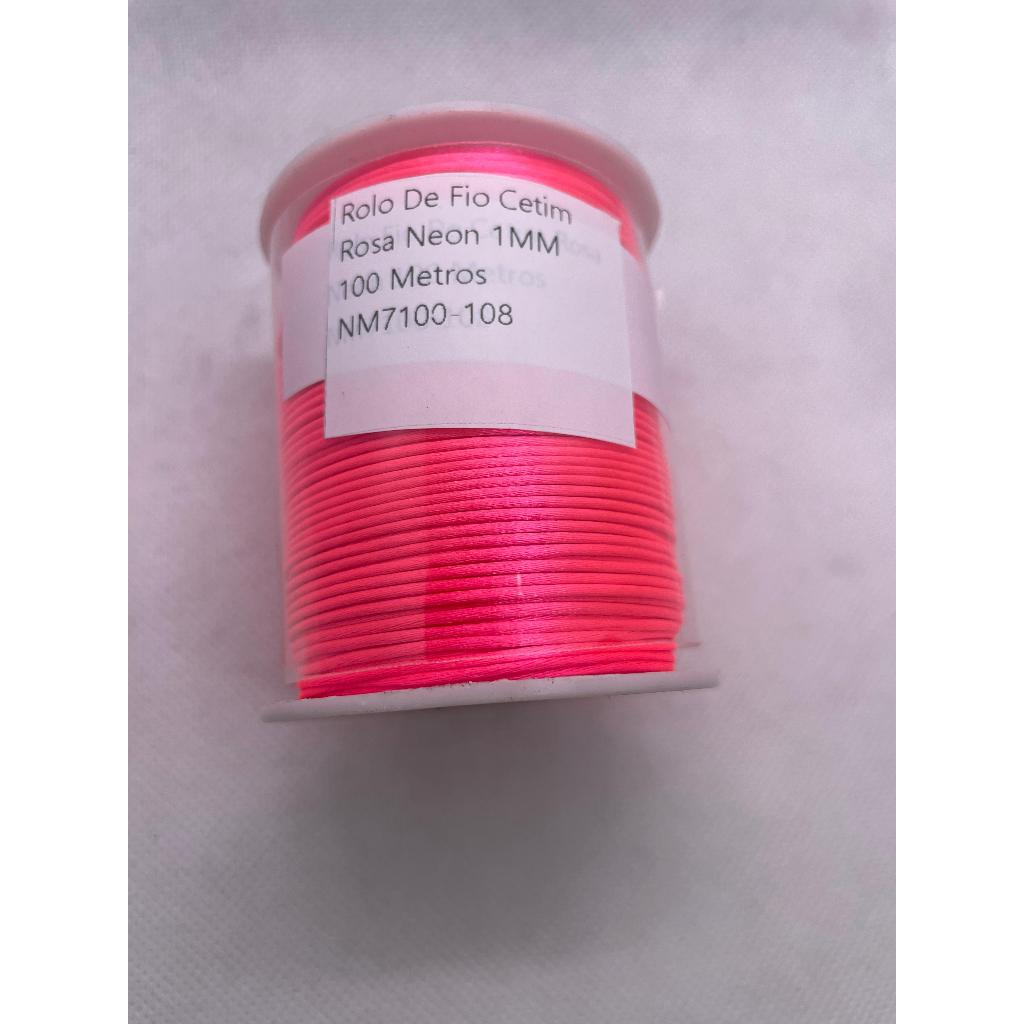 Rolo De Fio Cetim
Rosa Neon 1MM
100 Metros
NM7100-108